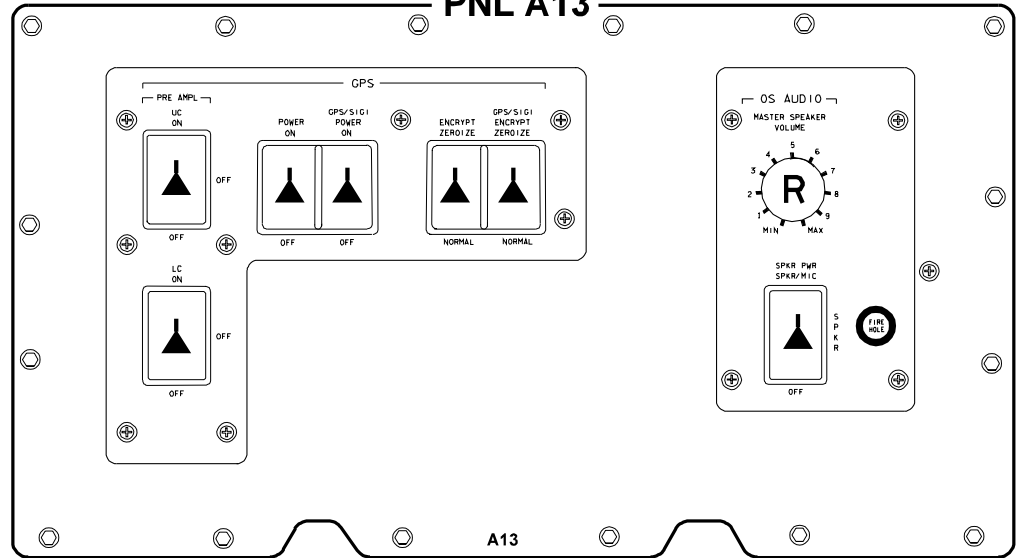 PNL A13
GPS
PRE AMPL
UC
ON
OFF
OFF
POWER
ON
OFF
GPS/SIGI
POWER
ON
OFF
ENCRYPT
ZEROIZE
NORMAL
GPS/SIGI
ENCRYPT
ZEROIZE
NORMAL
LC
ON
OFF
OFF
OS AUDIO
MASTER SPEAKER
VOLUME
MIN
1
2
3
4
5
6
7
8
9
MAX
R
SPKR PWR
SPKR/MIC
SPKR
OFF
FIRE
HOLE
A13